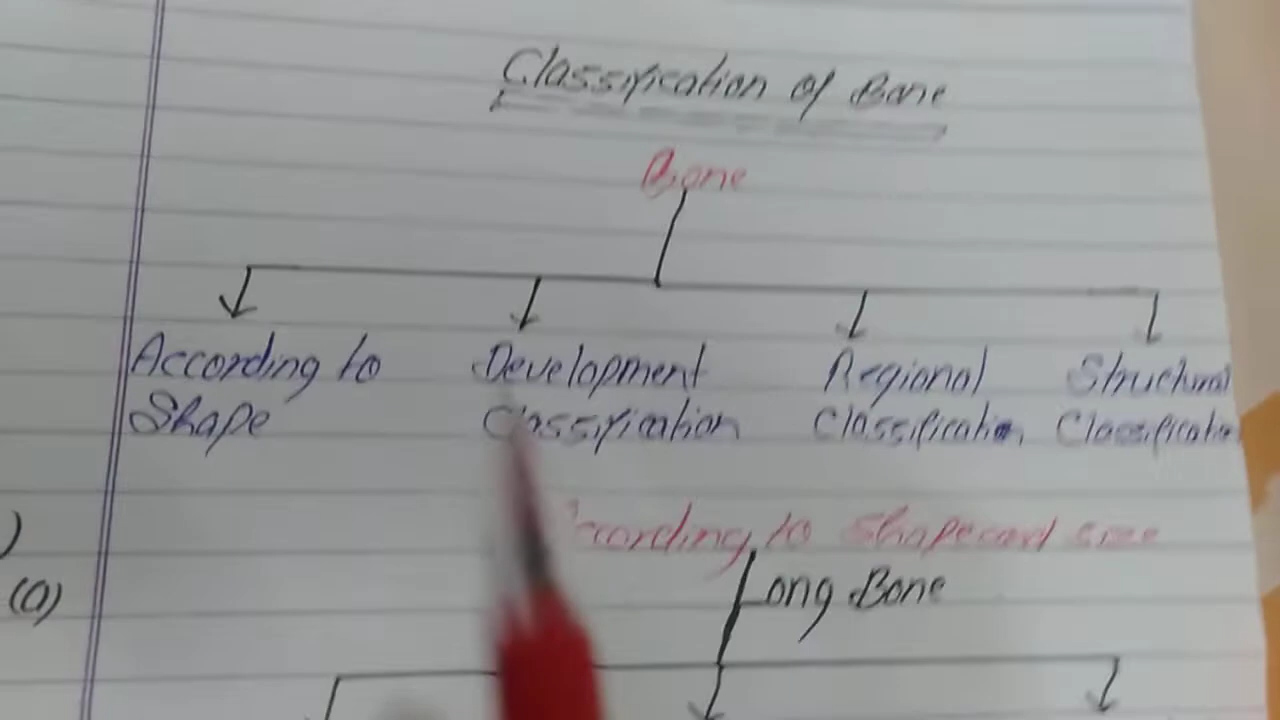 Classification of Bone
Bone
According to Development Regional Structural
Shape Classification Classification Classification
According to Shape and size
)
(a) Long Bone